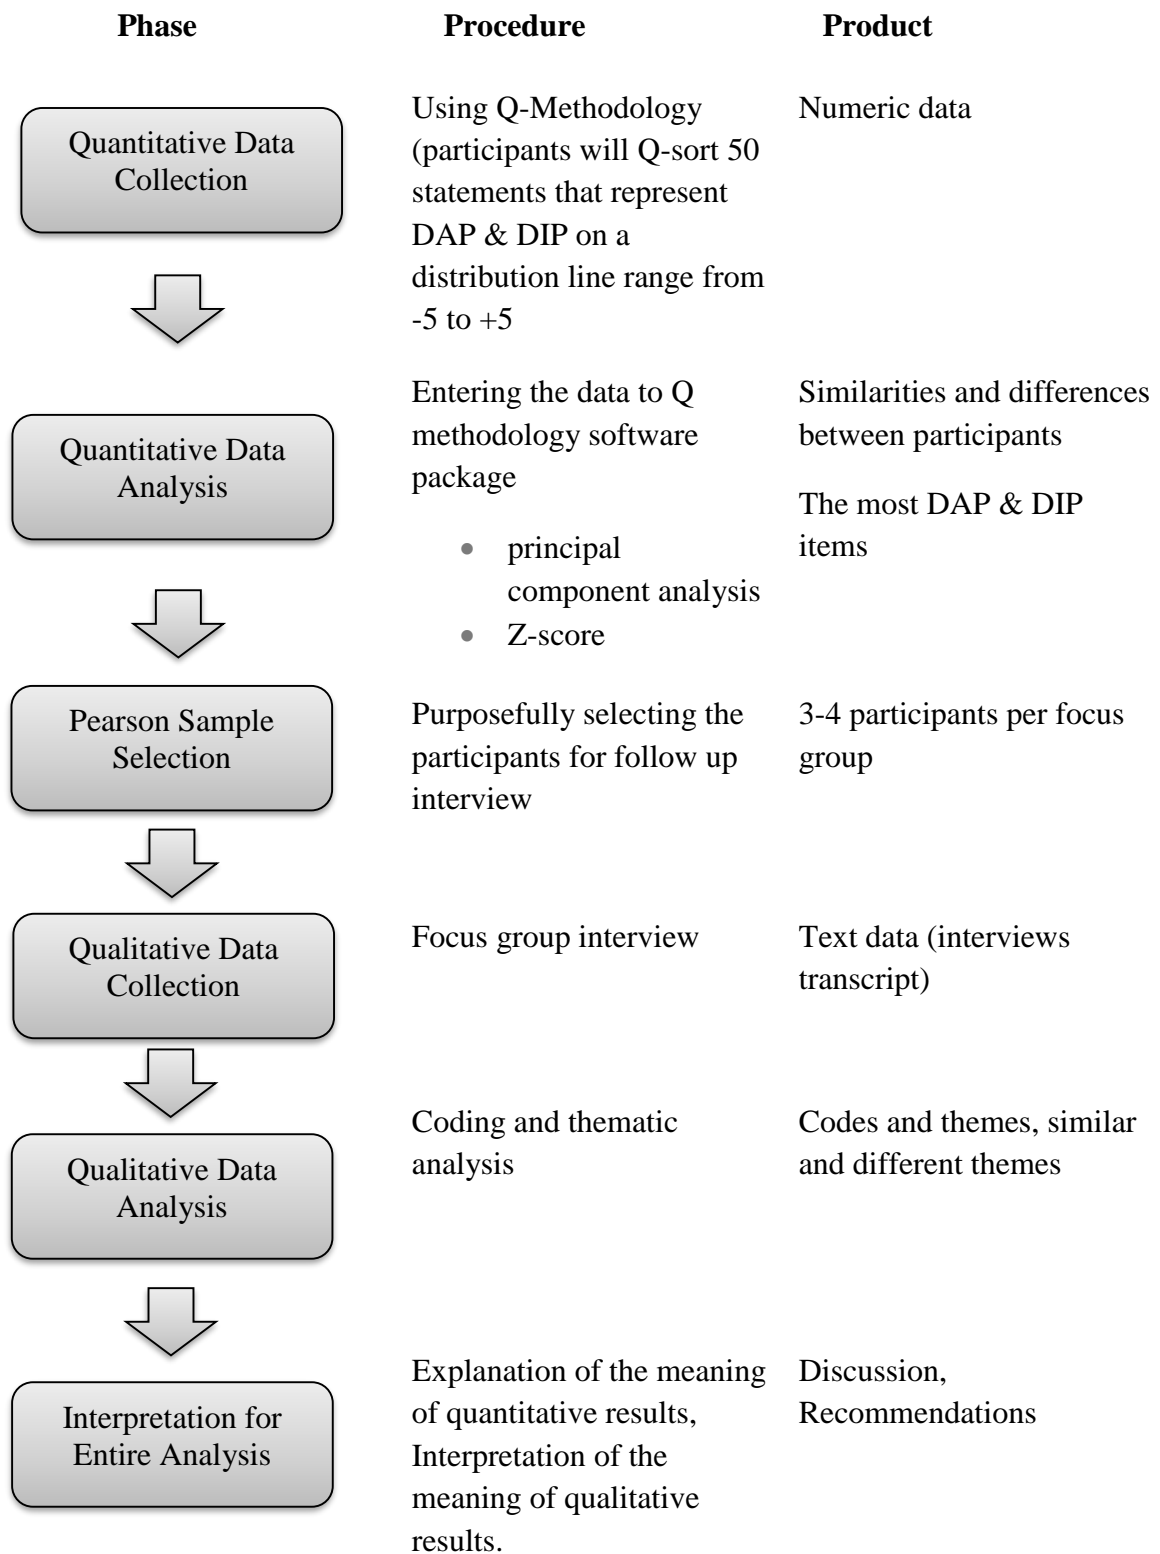 Phase Procedure Product
Quantitative Data
Collection
Using Q-Methodology
(participants will Q-sort 50
statements that represent
DAP & DIP on a
distribution line range from
-5 to +5
Numeric data
Quantitative Data
Analysis
Entering the data to Q
methodology software
package
• principal
component analysis
• Z-score
Similarities and differences
between participants
The most DAP & DIP
items
Pearson Sample
Selection
Purposefully selecting the
participants for follow up
interview
3-4 participants per focus
group
Qualitative Data
Collection
Focus group interview
Text data (interviews
transcript)
Qualitative Data
Analysis
Coding and thematic
analysis
Codes and themes, similar
and different themes
Interpretation for
Entire Analysis
Explanation of the meaning
of quantitative results,
Interpretation of the
meaning of qualitative
results.
Discussion,
Recommendations